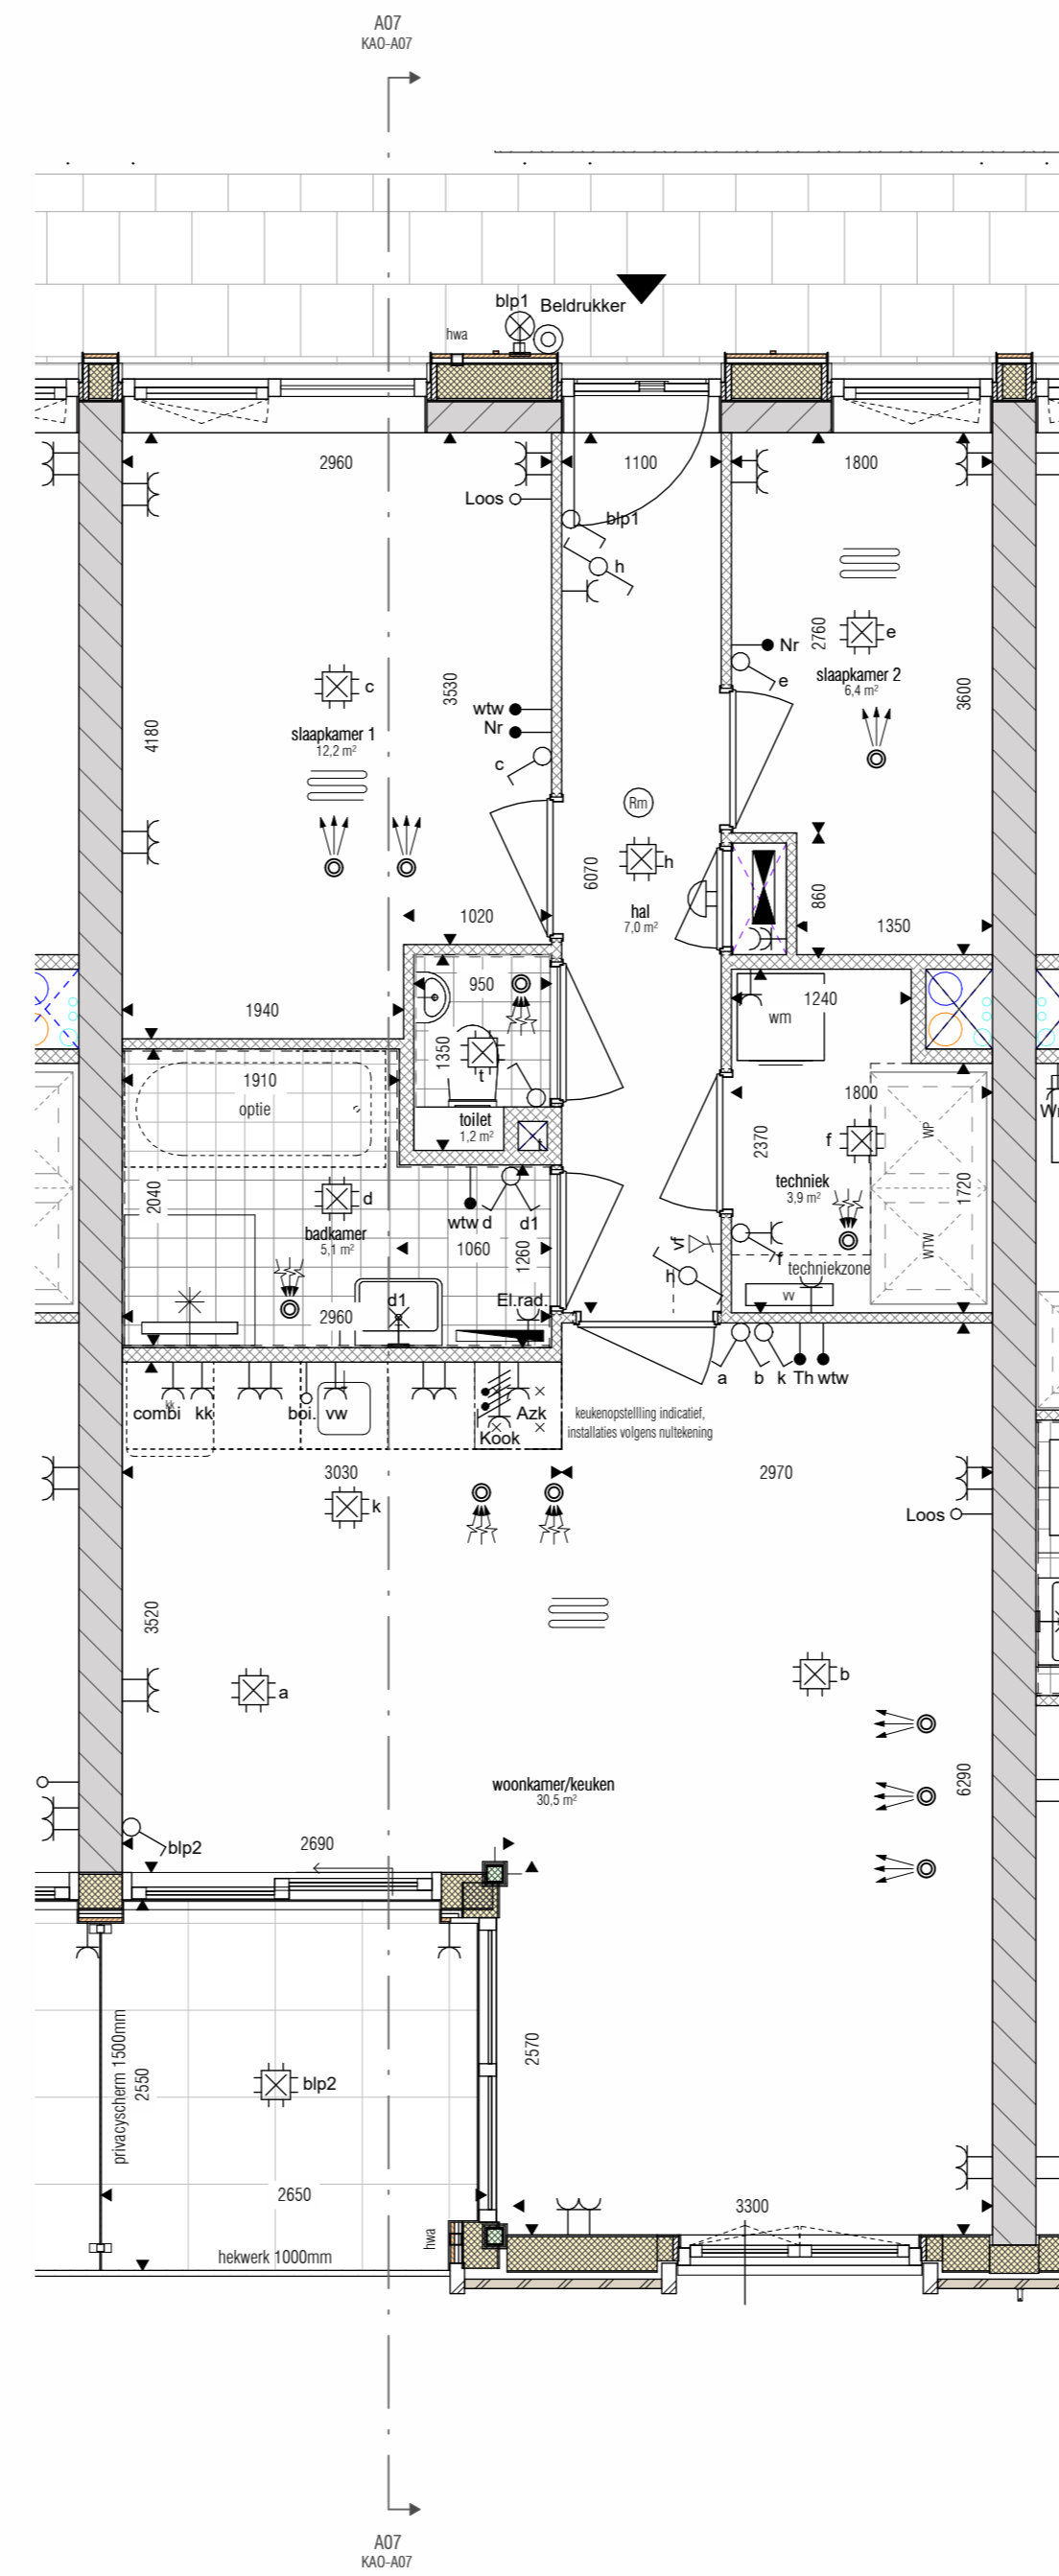 A07
KAO-A07
blp1
Beldrukker
hwa
2960
1100
1800
Loos
blp1
h
2760
Nr
e
e
slaapkamer 2
6,4 m²
3600
c
3530
wtw
Nr
slaapkamer 1
12,2 m²
4180
c
Rm
h
6070
hal
7,0 m²
860
1350
1020
1940
950
1240
wm
1350
t
1910
optie
1800
toilet
1,2 m²
t
f
2370
WP
techniek
3,9 m²
1720
2040
d
badkamer
5,1 m²
wtw d
d1
1060
1260
vf
h
f
WTW
techniekzone
vv
2960
d1
El.rad.
a
b
k
Th
wtw
combi
kk
kk
boi.
vw
Azk
Kook
keukenopstellling indicatief,
installaties volgens nultekening
3030
2970
k
Loos
3520
a
b
woonkamer/keuken
30,5 m²
6290
blp2
2690
privacyscherm 1500mm
2550
2570
blp2
2650
3300
hwa
hekwerk 1000mm
A07
KAO-A07